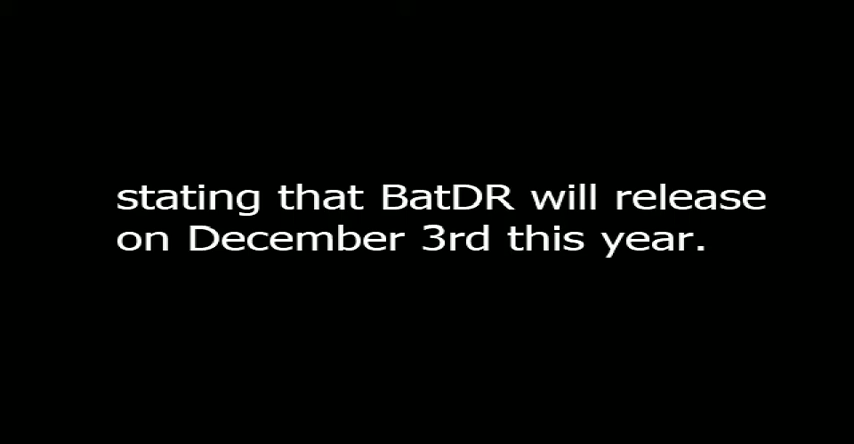 stating that BatDR will release
on December 3rd this year.